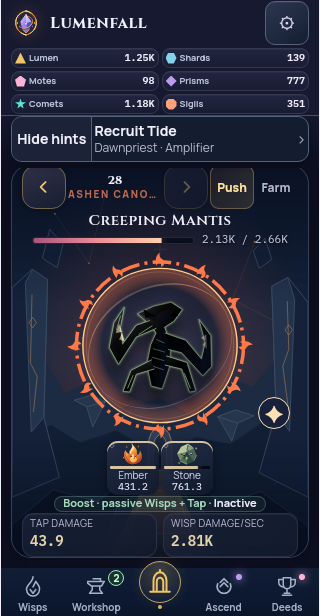 LUMENFALL
Lumen 1.25K
Shards 139
Motes 98
Prisms 777
Comets 1.18K
Sigils 351
Hide hints
Recruit Tide
Dawnpriest · Amplifier
28
ASHEN CANO...
Push
Farm
CREEPING MANTIS
2.13K / 2.66K
Ember
431.2
Stone
761.3
Boost · passive Wisps + Tap · Inactive
TAP DAMAGE
43.9
WISP DAMAGE/SEC
2.81K
Wisps
Workshop
2
Ascend
Deeds